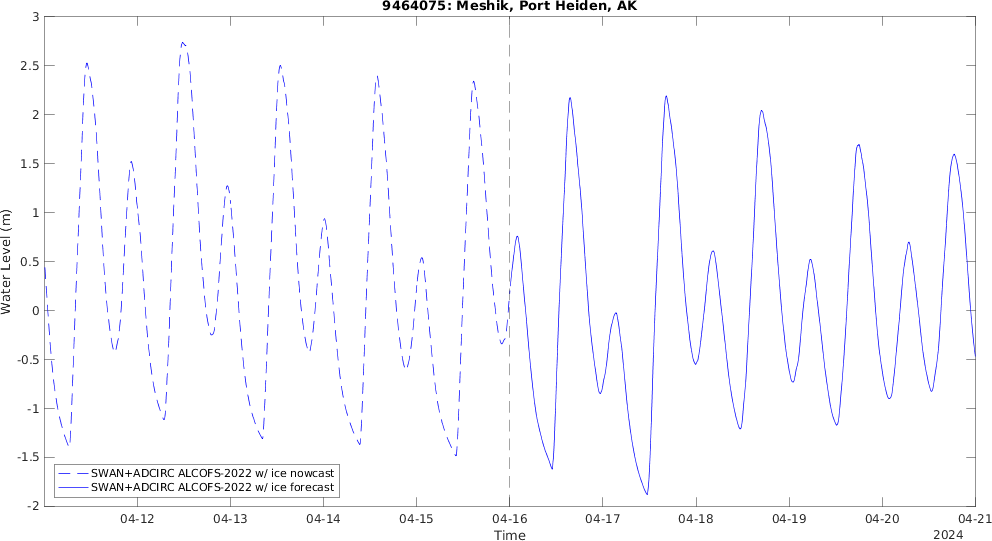 9464075: Meshik, Port Heiden, AK
3
2.5
2
1.5
1
0.5
0
-0.5
-1
-1.5
-2
Water Level (m)
SWAN+ADCIRC ALCOFS-2022 w/ ice nowcast
SWAN+ADCIRC ALCOFS-2022 w/ ice forecast
04-12 04-13 04-14 04-15 04-16 04-17 04-18 04-19 04-20 04-21
Time
2024